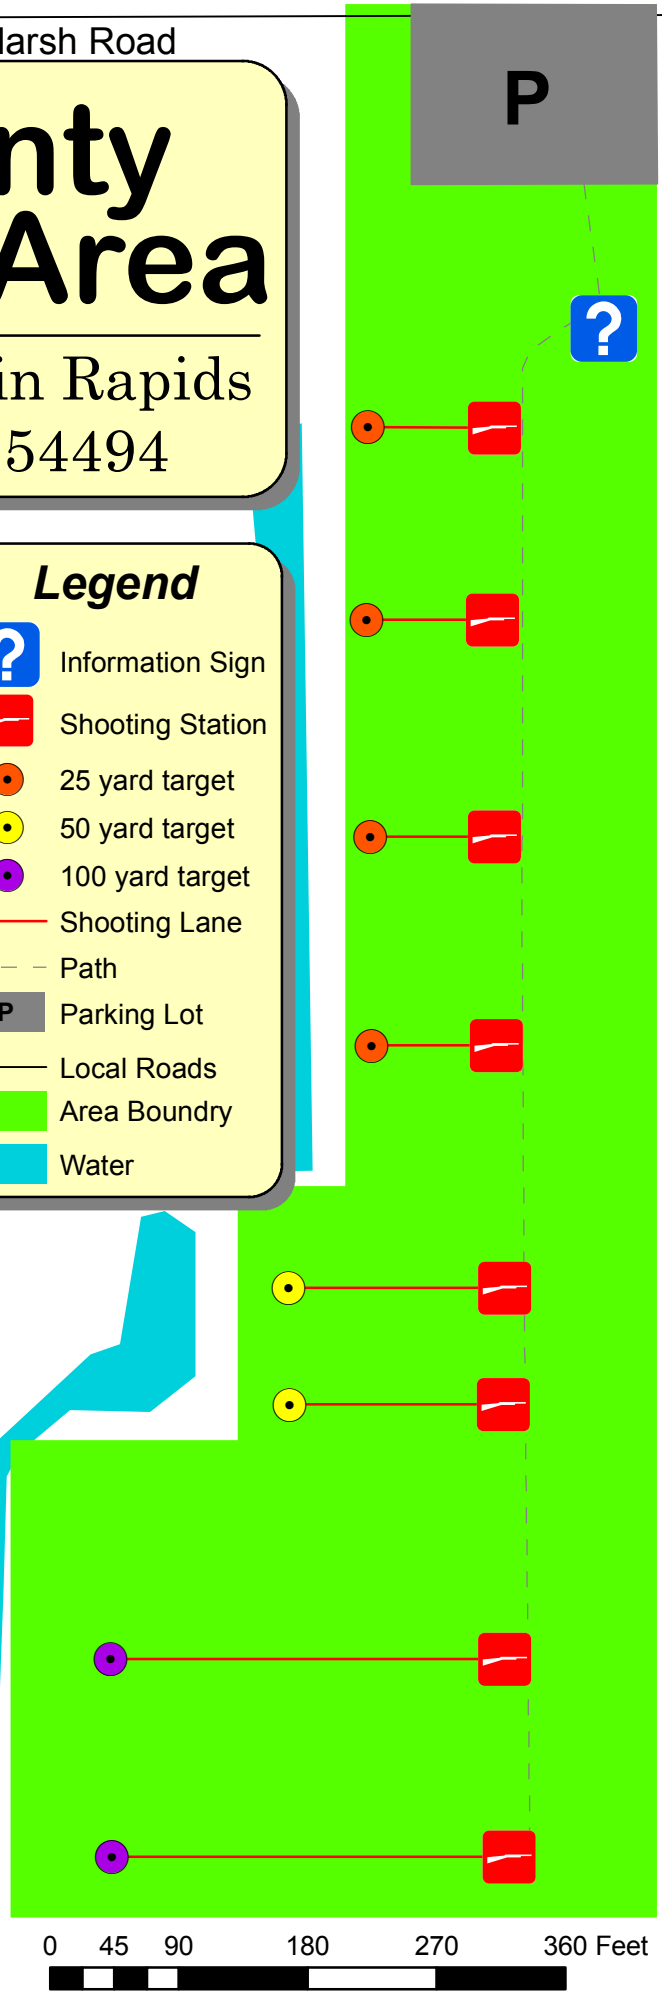 Marsh Road
P
nty
Area
in Rapids
54494
?
Legend
? Information Sign
Shooting Station
25 yard target
50 yard target
100 yard target
Shooting Lane
Path
P Parking Lot
Local Roads
Area Boundry
Water
0 45 90 180 270 360 Feet